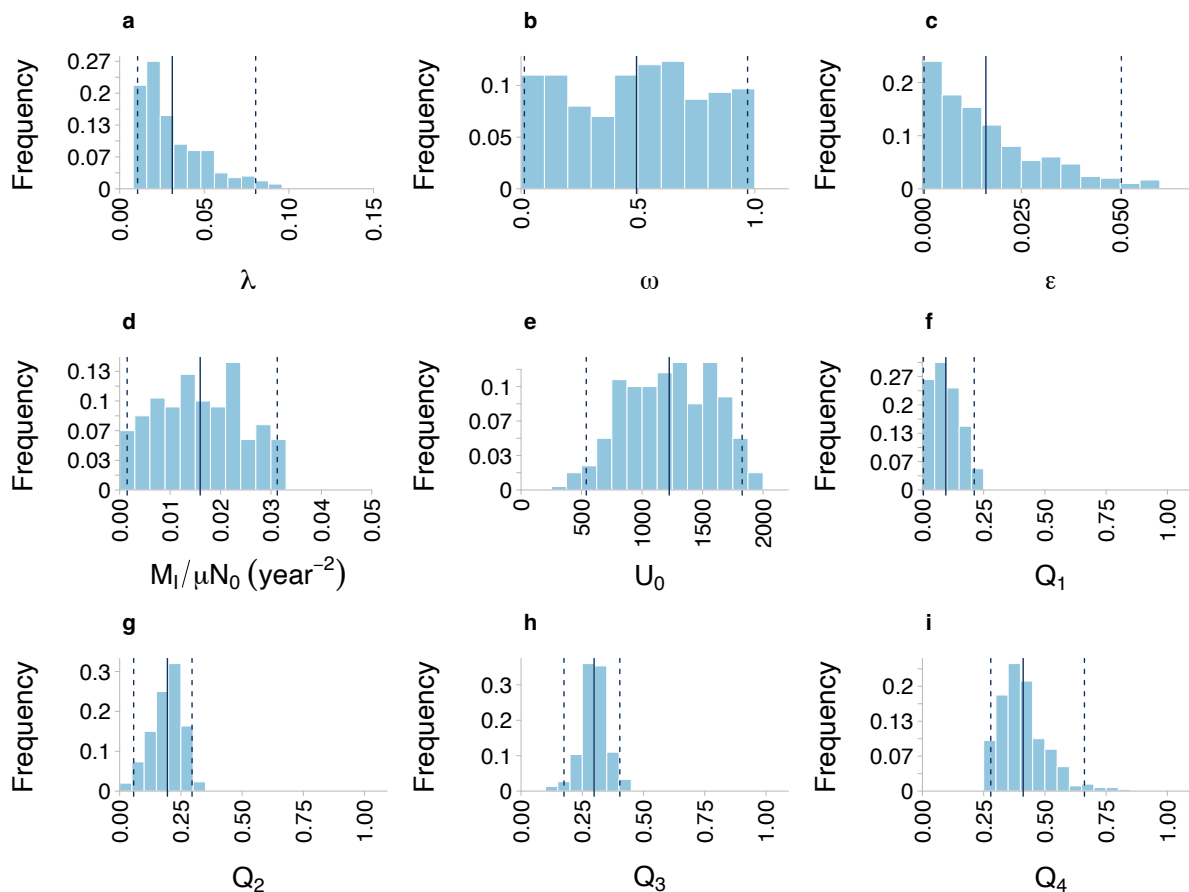 a
Frequency
0.27
0.2
0.13
0.07
0
0.00
0.05
0.10
0.15
λ
b
Frequency
0.1
0.05
0
0.0
0.5
1.0
ω
c
Frequency
0.2
0.1
0
0.000
0.025
0.050
ε
d
Frequency
0.13
0.1
0.07
0.03
0
0.00
0.01
0.02
0.03
0.04
0.05
M_I/μN_0 (year⁻²)
e
Frequency
0.1
0.07
0.03
0
0
500
1000
1500
2000
U_0
f
Frequency
0.27
0.2
0.13
0.07
0
0.00
0.25
0.50
0.75
1.00
Q_1
g
Frequency
0.3
0.2
0.1
0
0.00
0.25
0.50
0.75
1.00
Q_2
h
Frequency
0.3
0.2
0.1
0
0.00
0.25
0.50
0.75
1.00
Q_3
i
Frequency
0.2
0.13
0.07
0
0.00
0.25
0.50
0.75
1.00
Q_4